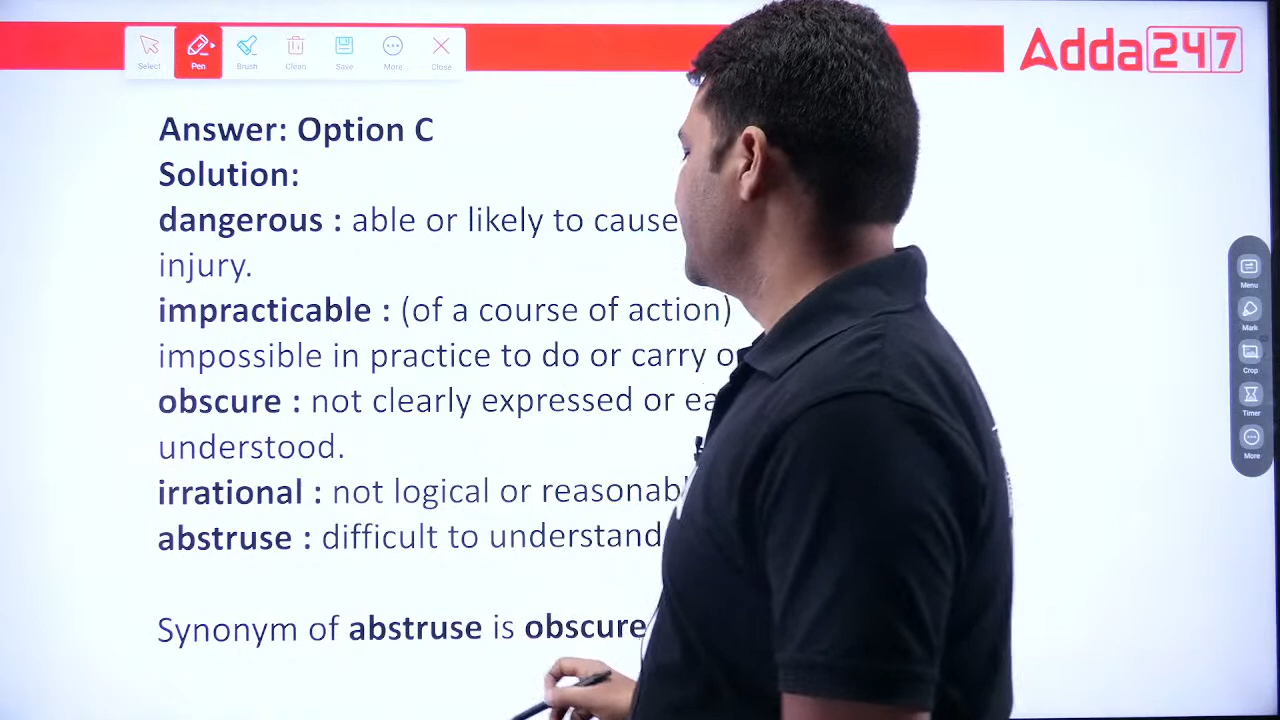 Select Pen Brush Clean Save More Close
Adda247
Answer: Option C
Solution:
dangerous : able or likely to cause
injury.
impracticable : (of a course of action)
impossible in practice to do or carry
obscure : not clearly expressed or
understood.
irrational : not logical or
abstruse : difficult to understand
Synonym of abstruse is obscure
Menu
Mark
Crop
Timer
More